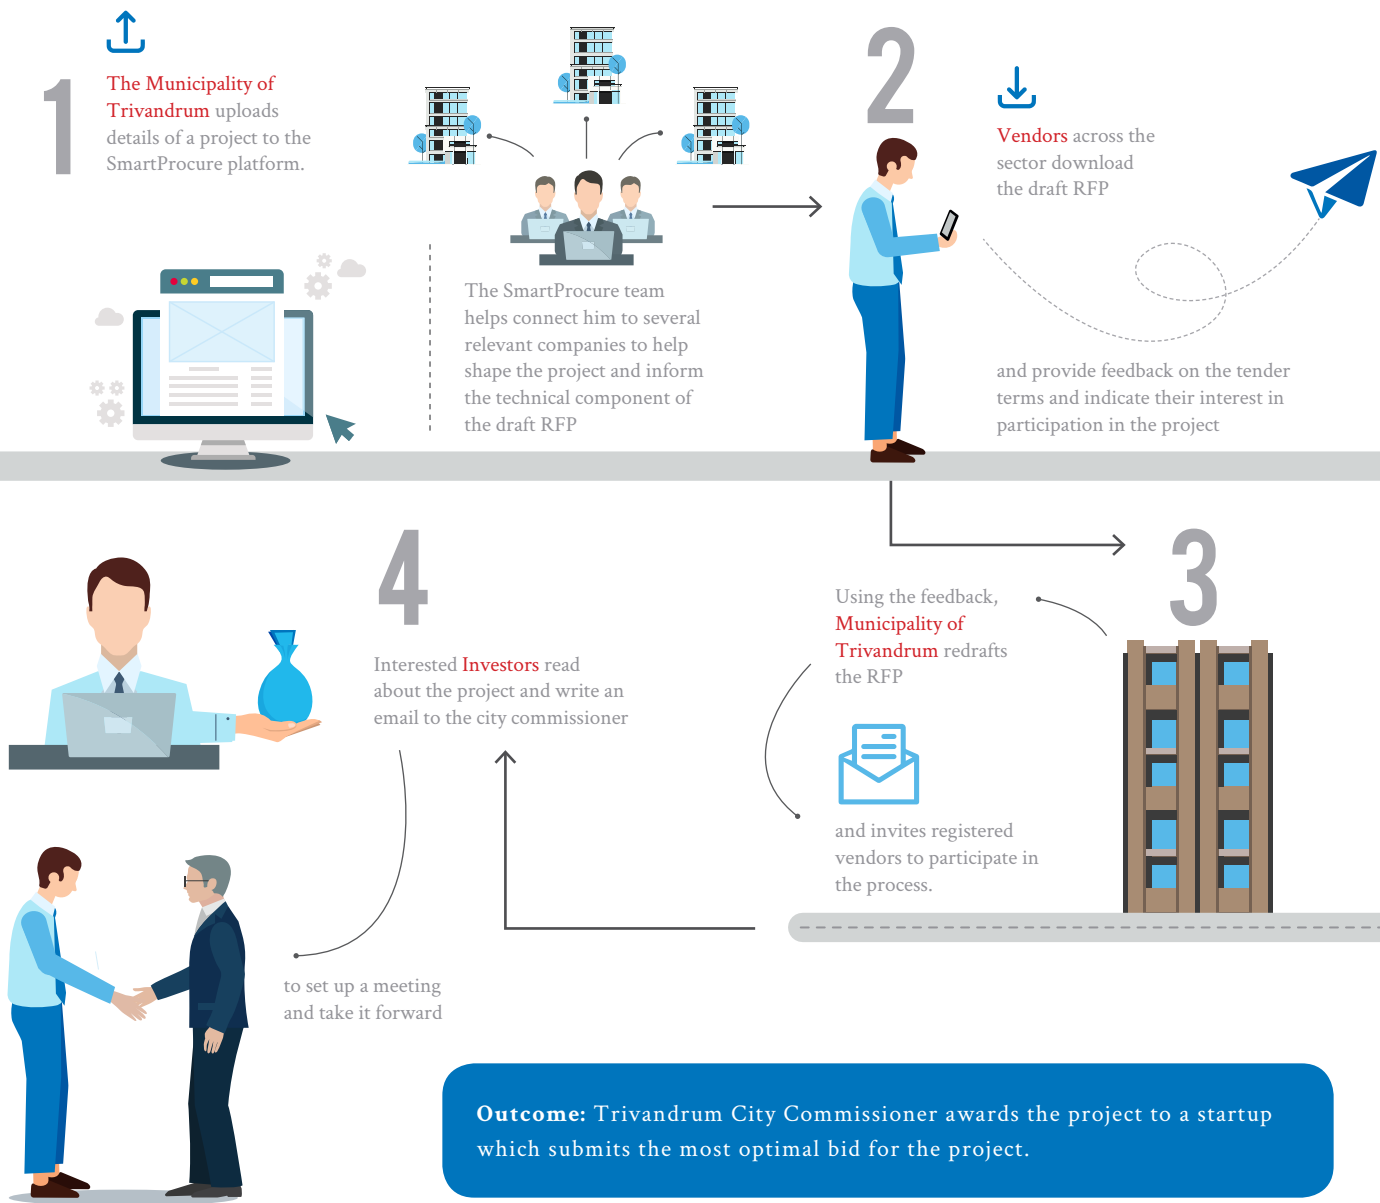 1
The Municipality of
Trivandrum uploads
details of a project to the
SmartProcure platform.
The SmartProcure team
helps connect him to several
relevant companies to help
shape the project and inform
the technical component of
the draft RFP
2
Vendors across the
sector download
the draft RFP
and provide feedback on the tender
terms and indicate their interest in
participation in the project
3
Using the feedback,
Municipality of
Trivandrum redrafts
the RFP
and invites registered
vendors to participate in
the process.
4
Interested Investors read
about the project and write an
email to the city commissioner
to set up a meeting
and take it forward
Outcome: Trivandrum City Commissioner awards the project to a startup
which submits the most optimal bid for the project.